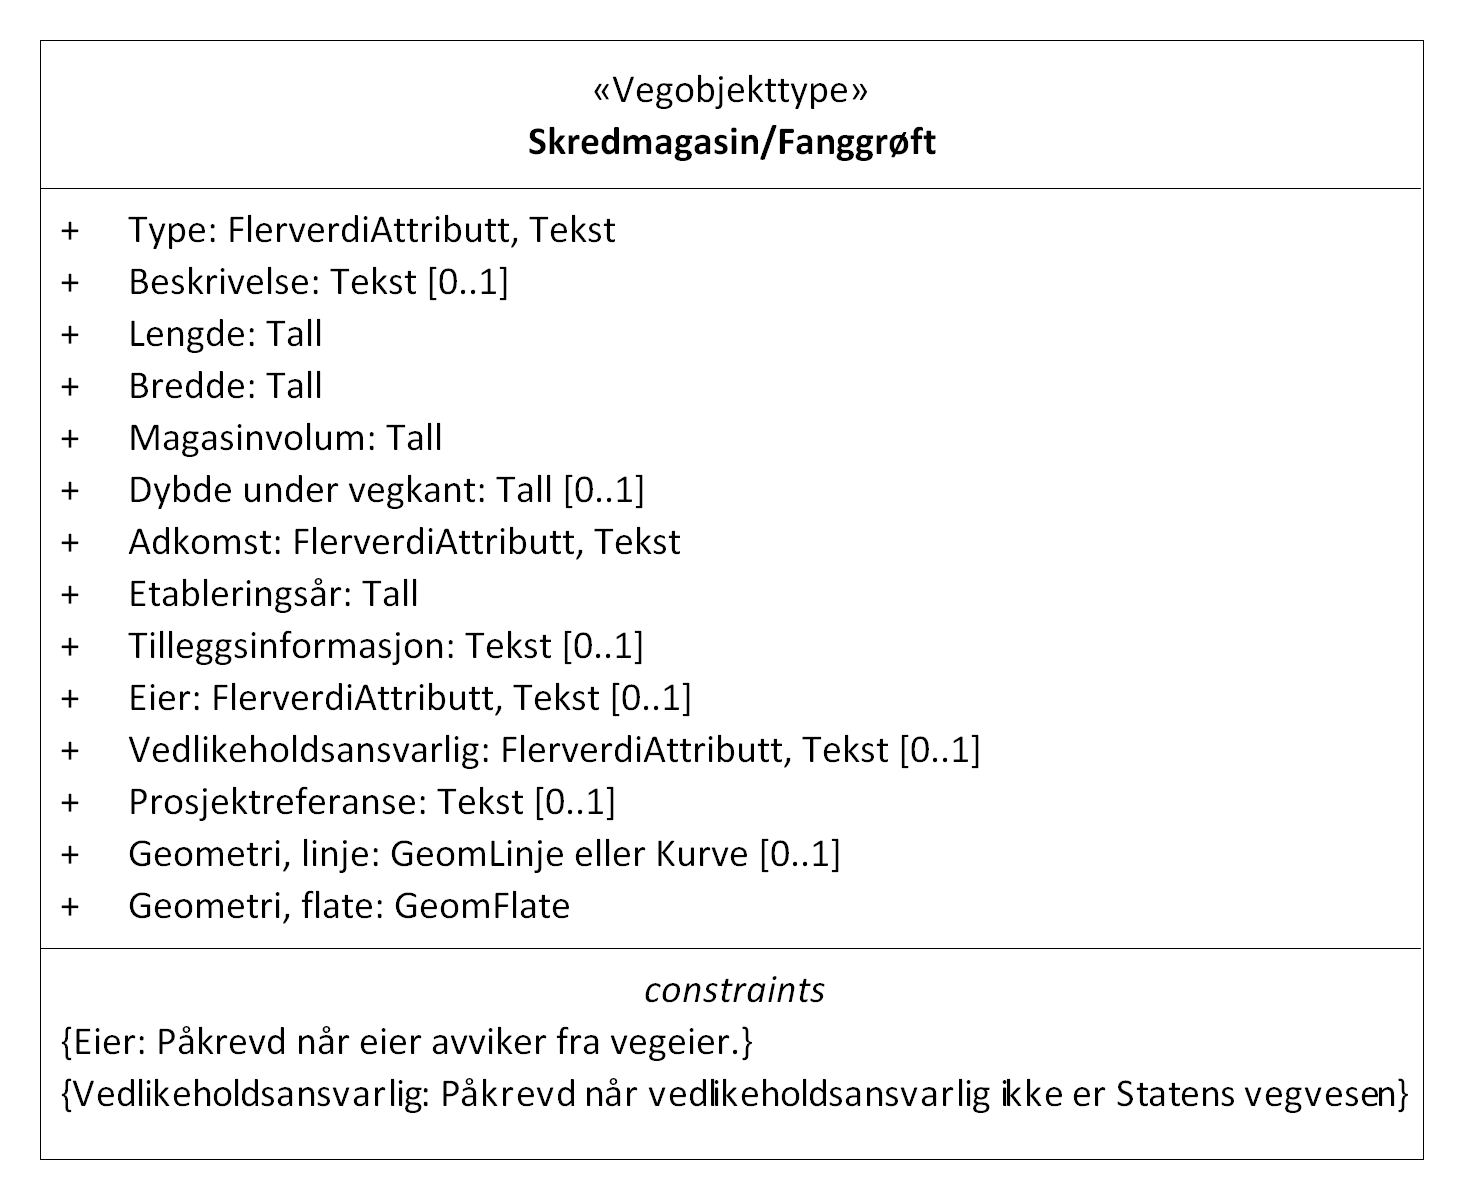 «Vegobjekttype»
Skredmagasin/Fanggrøft
+ Type: FlerverdiAttributt, Tekst
+ Beskrivelse: Tekst [0..1]
+ Lengde: Tall
+ Bredde: Tall
+ Magasinvolum: Tall
+ Dybde under vegkant: Tall [0..1]
+ Adkomst: FlerverdiAttributt, Tekst
+ Etableringsår: Tall
+ Tilleggsinformasjon: Tekst [0..1]
+ Eier: FlerverdiAttributt, Tekst [0..1]
+ Vedlikeholdsansvarlig: FlerverdiAttributt, Tekst [0..1]
+ Prosjektreferanse: Tekst [0..1]
+ Geometri, linje: GeomLinje eller Kurve [0..1]
+ Geometri, flate: GeomFlate
constraints
{Eier: Påkrevd når eier avviker fra vegeier.}
{Vedlikeholdsansvarlig: Påkrevd når vedlikeholdsansvarlig ikke er Statens vegvesen}